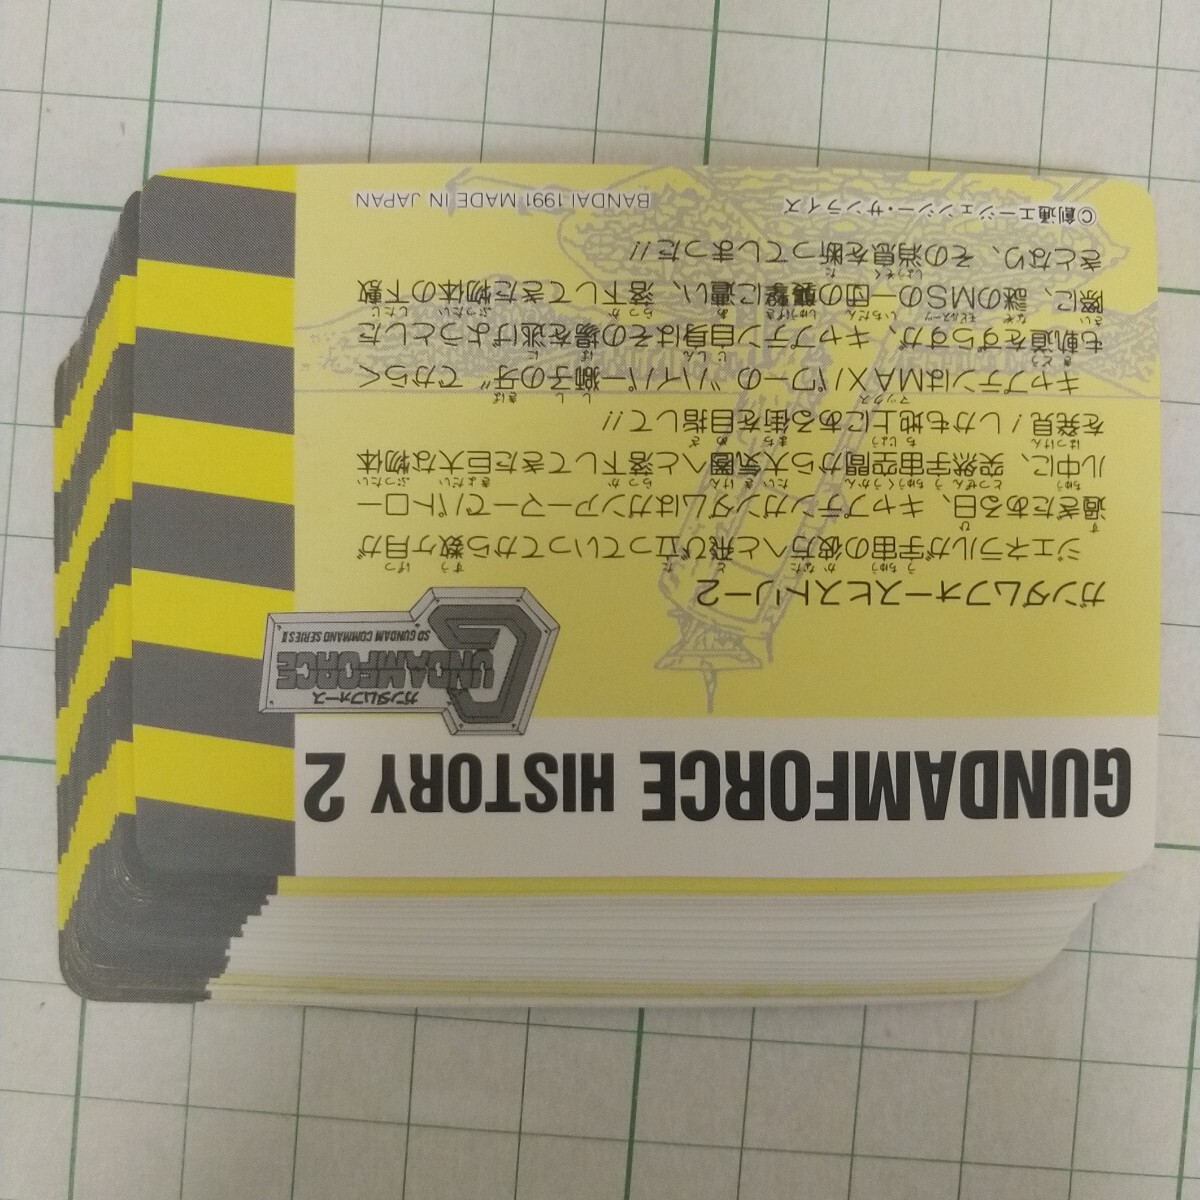 GUNDAMFORCE HISTORY 2
ガンダムフォース
GUNDAMFORCE
SD GUNDAM COMMAND SERIES II
ガンダムフォースヒストリー2
ジェネラルが宇宙の彼方へと飛び立っていってから数ケ月が
過ぎたある日、キャプテンガンダムはガンアーマーでパトロー
ル中に、突然宇宙空間から大気圏へと落下してきた巨大な物体
を発見！しかも地上にある街を目指して!!
キャプテンはMAXパワーの〝ハイパー獅子の牙〟でからく
も軌道をずらすが、キャプテン自身はその場を逃げようとした
際に、謎のMSの一団の襲撃に遭い、落下してきた物体の下敷
きとなり、その消息を断ってしまった!!
©創通エージェンシー・サンライズ
BANDAI 1991 MADE IN JAPAN